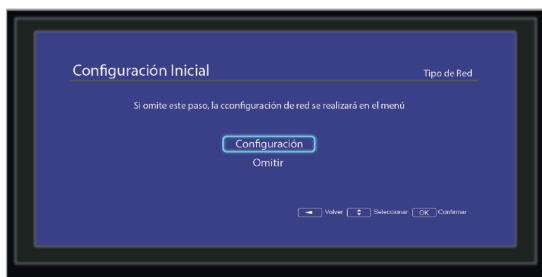 Configuración Inicial
Tipo de Red
Si omite este paso, la cconfiguración de red se realizará en el menú
Configuración
Omitir
Volver Seleccionar OK Confirmar